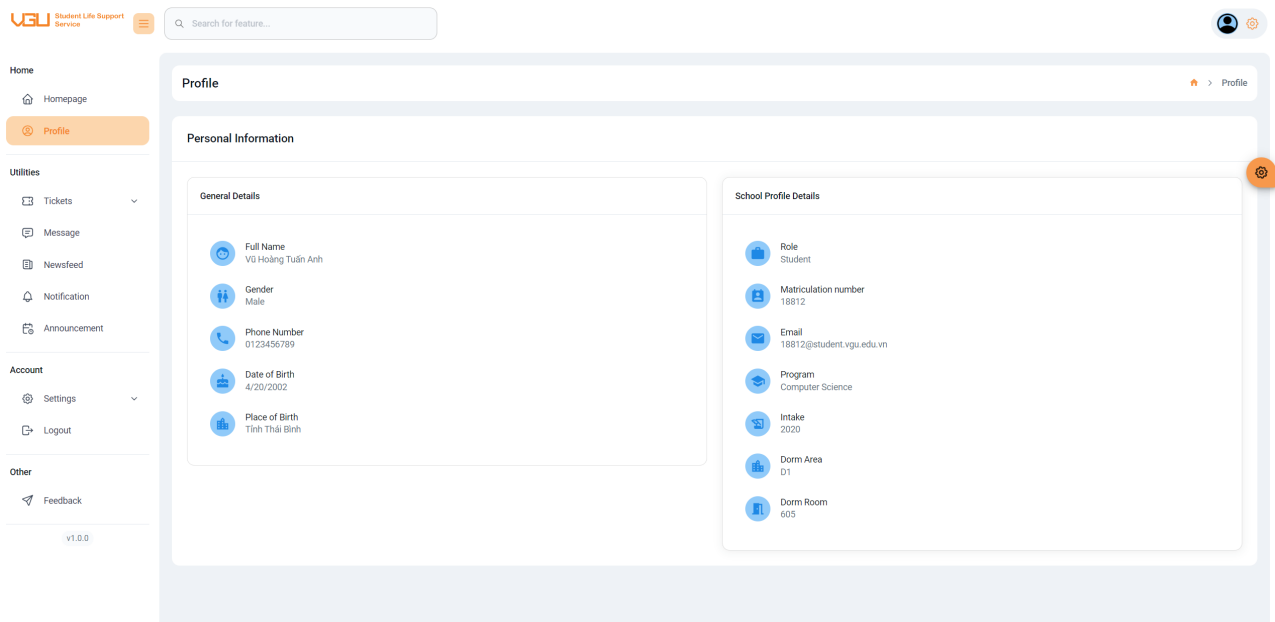 VGU
Student Life Support
Service
Search for feature...
Home
Homepage
Profile
Utilities
Tickets
Message
Newsfeed
Notification
Announcement
Account
Settings
Logout
Other
Feedback
v1.0.0
Profile
> Profile
Personal Information
General Details
Full Name
Vũ Hoàng Tuấn Anh
Gender
Male
Phone Number
0123456789
Date of Birth
4/20/2002
Place of Birth
Tỉnh Thái Bình
School Profile Details
Role
Student
Matriculation number
18812
Email
18812@student.vgu.edu.vn
Program
Computer Science
Intake
2020
Dorm Area
D1
Dorm Room
605